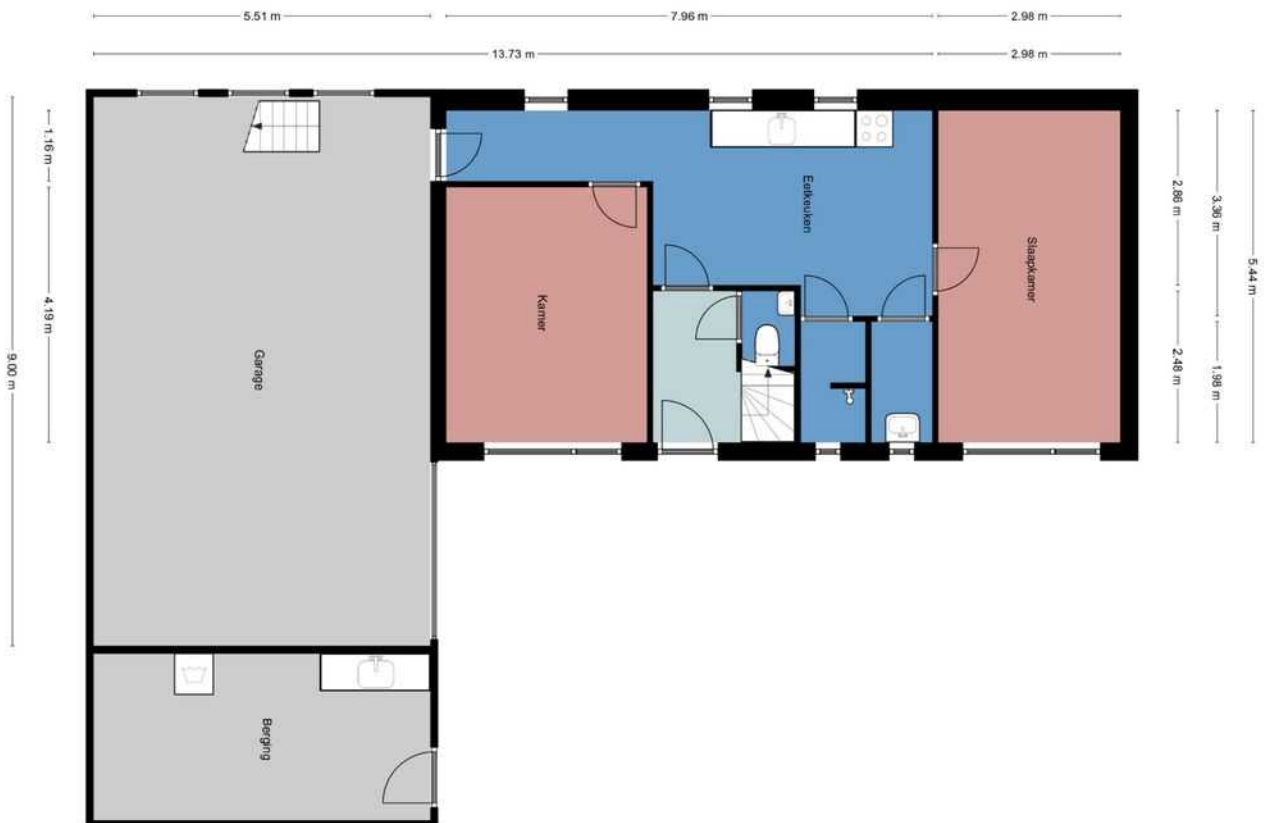 5.51 m
7.96 m
2.98 m
13.73 m
2.98 m
1.16 m
4.19 m
9.00 m
Garage
Kamer
Eetkeuken
Slaapkamer
Berging
2.86 m
2.48 m
3.36 m
1.98 m
5.44 m